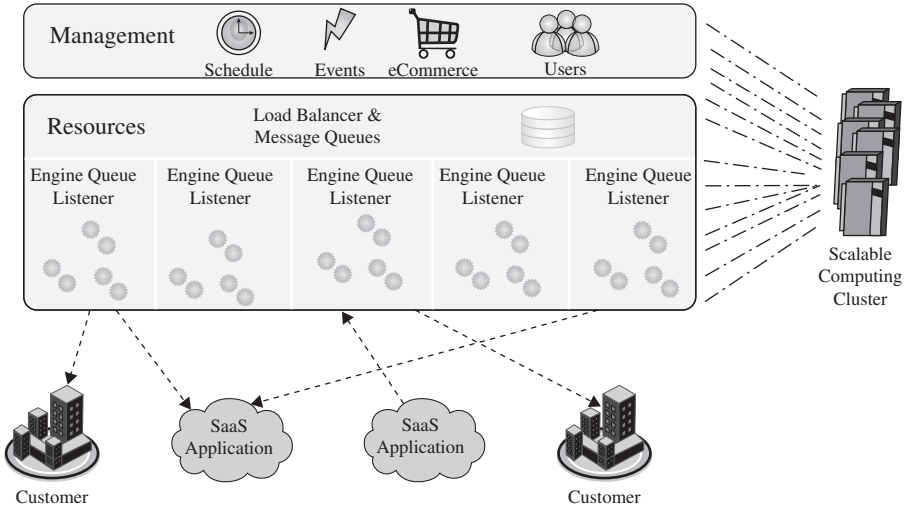 Management
Schedule
Events
eCommerce
Users
Resources
Load Balancer &
Message Queues
Engine Queue
Listener
Engine Queue
Listener
Engine Queue
Listener
Engine Queue
Listener
Engine Queue
Listener
Scalable
Computing
Cluster
SaaS
Application
SaaS
Application
Customer
Customer